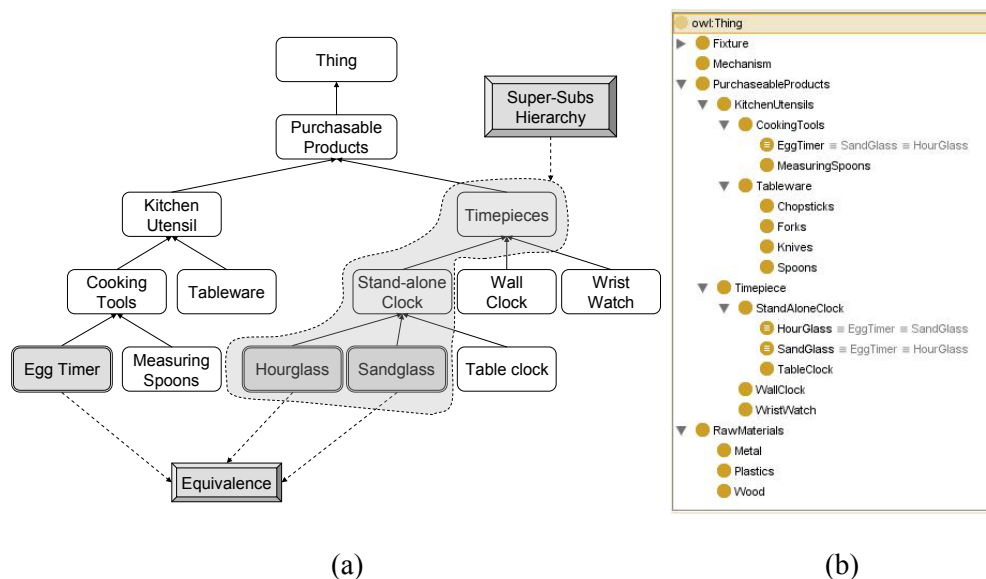 Thing
Super-Subs
Hierarchy
Purchasable
Products
Kitchen
Utensil
Timepieces
Cooking
Tools
Tableware
Stand-alone
Clock
Wall
Clock
Wrist
Watch
Egg Timer
Measuring
Spoons
Hourglass
Sandglass
Table clock
Equivalence
(a)
owl:Thing
Fixture
Mechanism
PurchaseableProducts
KitchenUtensils
CookingTools
EggTimer ≡ SandGlass ≡ HourGlass
MeasuringSpoons
Tableware
Chopsticks
Forks
Knives
Spoons
Timepiece
StandAloneClock
HourGlass ≡ EggTimer ≡ SandGlass
SandGlass ≡ EggTimer ≡ HourGlass
TableClock
WallClock
WristWatch
RawMaterials
Metal
Plastics
Wood
(b)